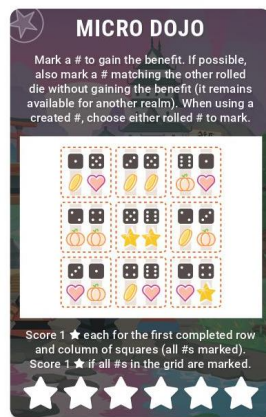 MICRO DOJO
Mark a # to gain the benefit. If possible,
also mark a # matching the other rolled
die without gaining the benefit (it remains
available for another realm). When using a
created #, choose either rolled # to mark.
Score 1 ★ each for the first completed row
and column of squares (all #s marked).
Score 1 ★ if all #s in the grid are marked.